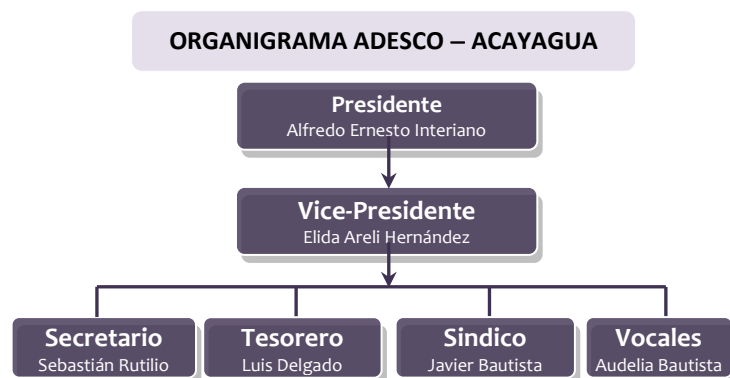 ORGANIGRAMA ADESCO – ACAYAGUA
Presidente
Alfredo Ernesto Interiano
Vice-Presidente
Elida Areli Hernández
Secretario
Sebastián Rutilio
Tesorero
Luis Delgado
Sindico
Javier Bautista
Vocales
Audelia Bautista